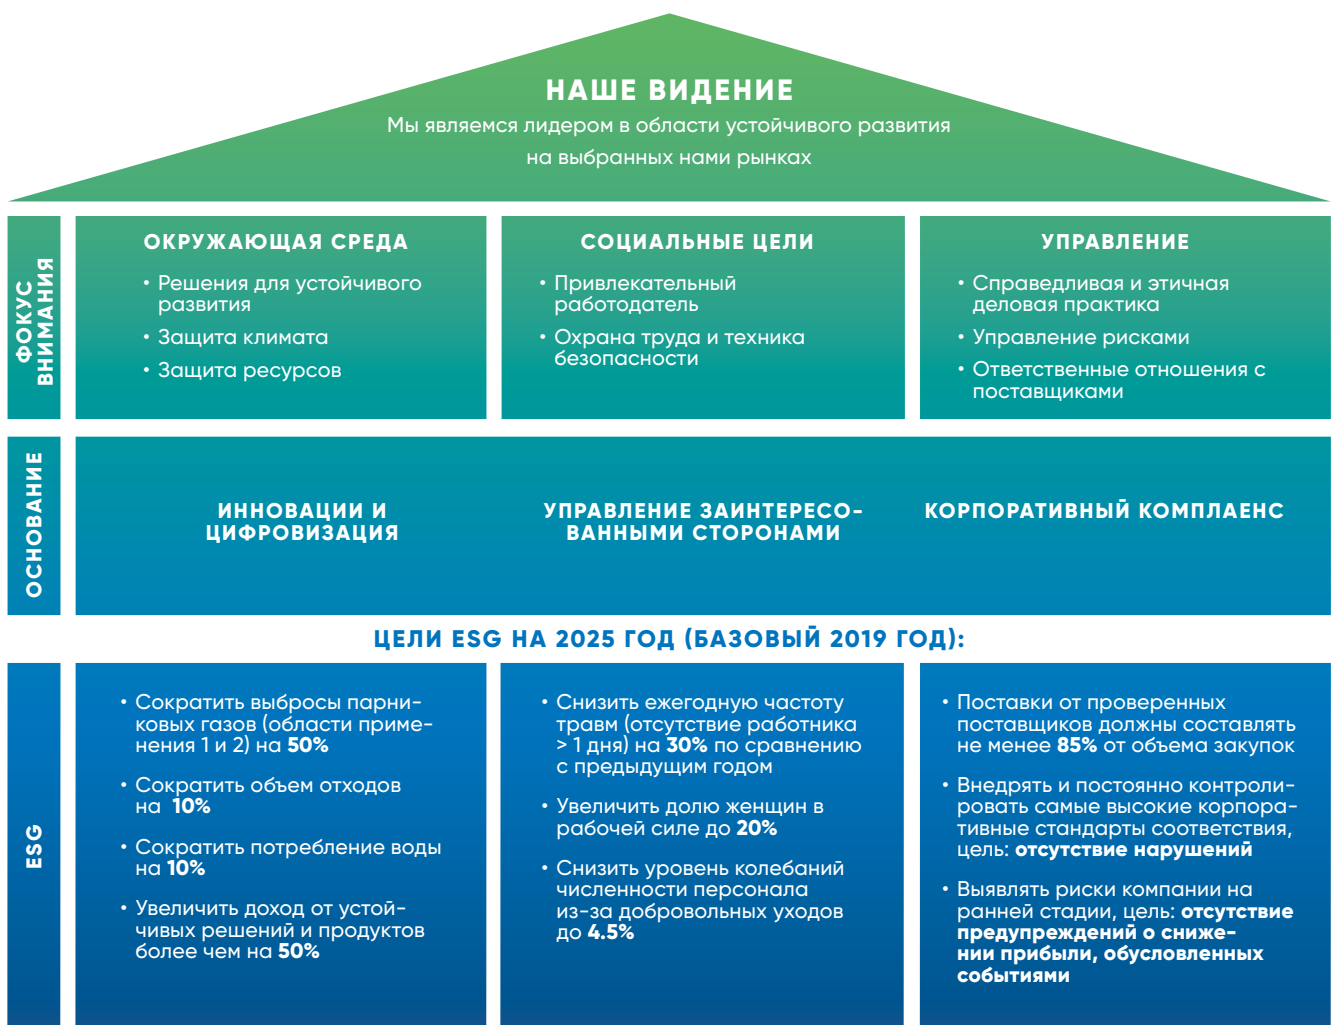 НАШЕ ВИДЕНИЕ
Мы являемся лидером в области устойчивого развития
на выбранных нами рынках
ФОКУС
ВНИМАНИЯ
ОКРУЖАЮЩАЯ СРЕДА
• Решения для устойчивого
развития
• Защита климата
• Защита ресурсов
СОЦИАЛЬНЫЕ ЦЕЛИ
• Привлекательный
работодатель
• Охрана труда и техника
безопасности
УПРАВЛЕНИЕ
• Справедливая и этичная
деловая практика
• Управление рисками
• Ответственные отношения с
поставщиками
ОСНОВАНИЕ
ИННОВАЦИИ И
ЦИФРОВИЗАЦИЯ
УПРАВЛЕНИЕ ЗАИНТЕРЕСО-
ВАННЫМИ СТОРОНАМИ
КОРПОРАТИВНЫЙ КОМПЛАЕНС
ЦЕЛИ ESG НА 2025 ГОД (БАЗОВЫЙ 2019 ГОД):
ESG
• Сократить выбросы парни-
ковых газов (области приме-
нения 1 и 2) на 50%
• Сократить объем отходов
на 10%
• Сократить потребление воды
на 10%
• Увеличить доход от устой-
чивых решений и продуктов
более чем на 50%
• Снизить ежегодную частоту
травм (отсутствие работника
> 1 дня) на 30% по сравнению
с предыдущим годом
• Увеличить долю женщин в
рабочей силе до 20%
• Снизить уровень колебаний
численности персонала
из-за добровольных уходов
до 4.5%
• Поставки от проверенных
поставщиков должны составлять
не менее 85% от объема закупок
• Внедрять и постоянно контроли-
ровать самые высокие корпора-
тивные стандарты соответствия,
цель: отсутствие нарушений
• Выявлять риски компании на
ранней стадии, цель: отсутствие
предупреждений о сниже-
нии прибыли, обусловленных
событиями